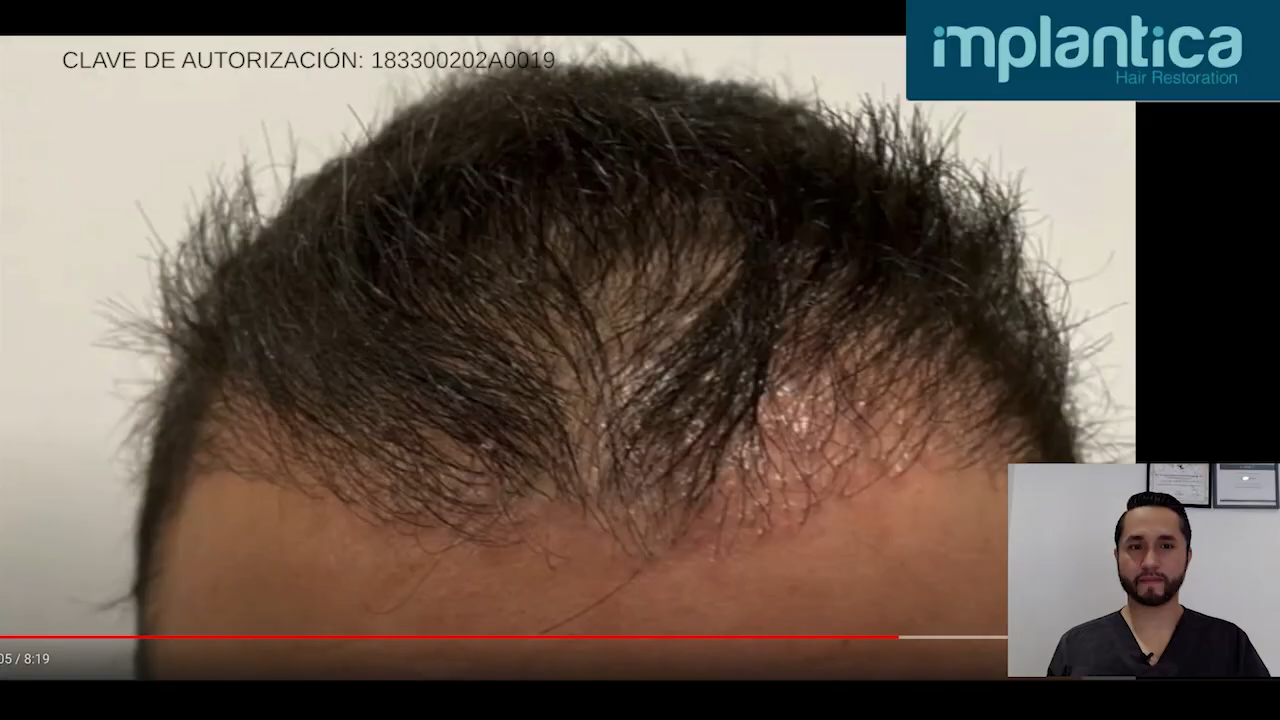 CLAVE DE AUTORIZACIÓN: 183300202A0019
implantica
Hair Restoration
05 / 8:19